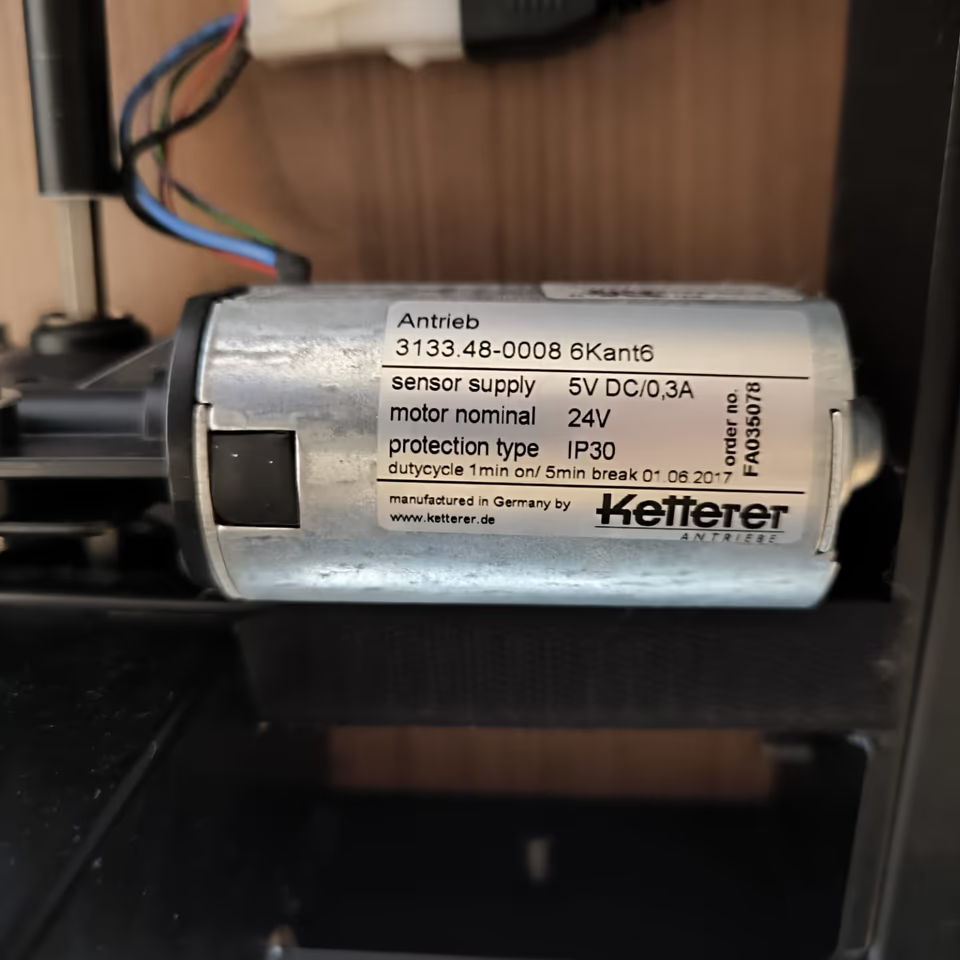 Antrieb
3133.48-0008 6Kant6
sensor supply 5V DC/0,3A
motor nominal 24V
protection type IP30
dutycycle 1min on/ 5min break 01.06.2017
order no.
FA035078
manufactured in Germany by
www.ketterer.de
Ketterer
ANTRIEBE